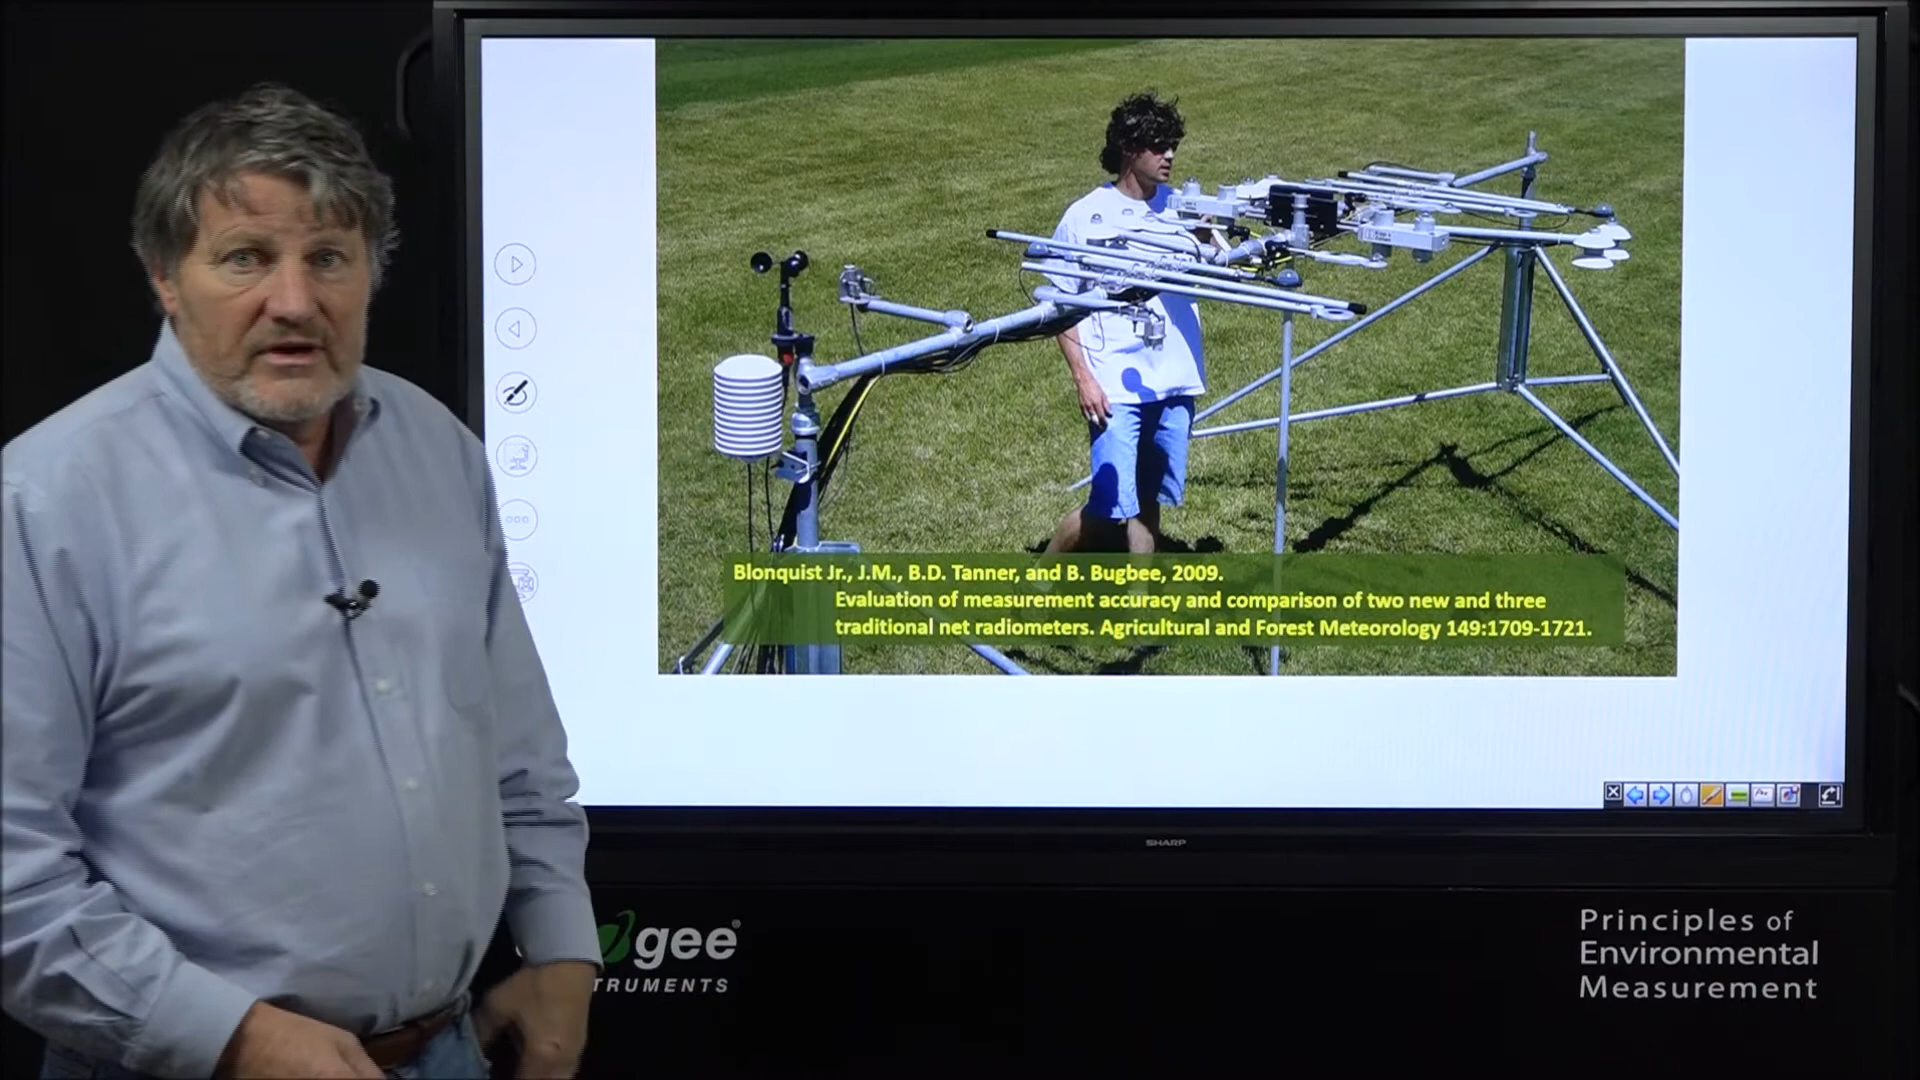 Blonquist Jr., J.M., B.D. Tanner, and B. Bugbee, 2009.
Evaluation of measurement accuracy and comparison of two new and three
traditional net radiometers. Agricultural and Forest Meteorology 149:1709-1721.
SHARP
gee®
TRUMENTS
Principles of
Environmental
Measurement